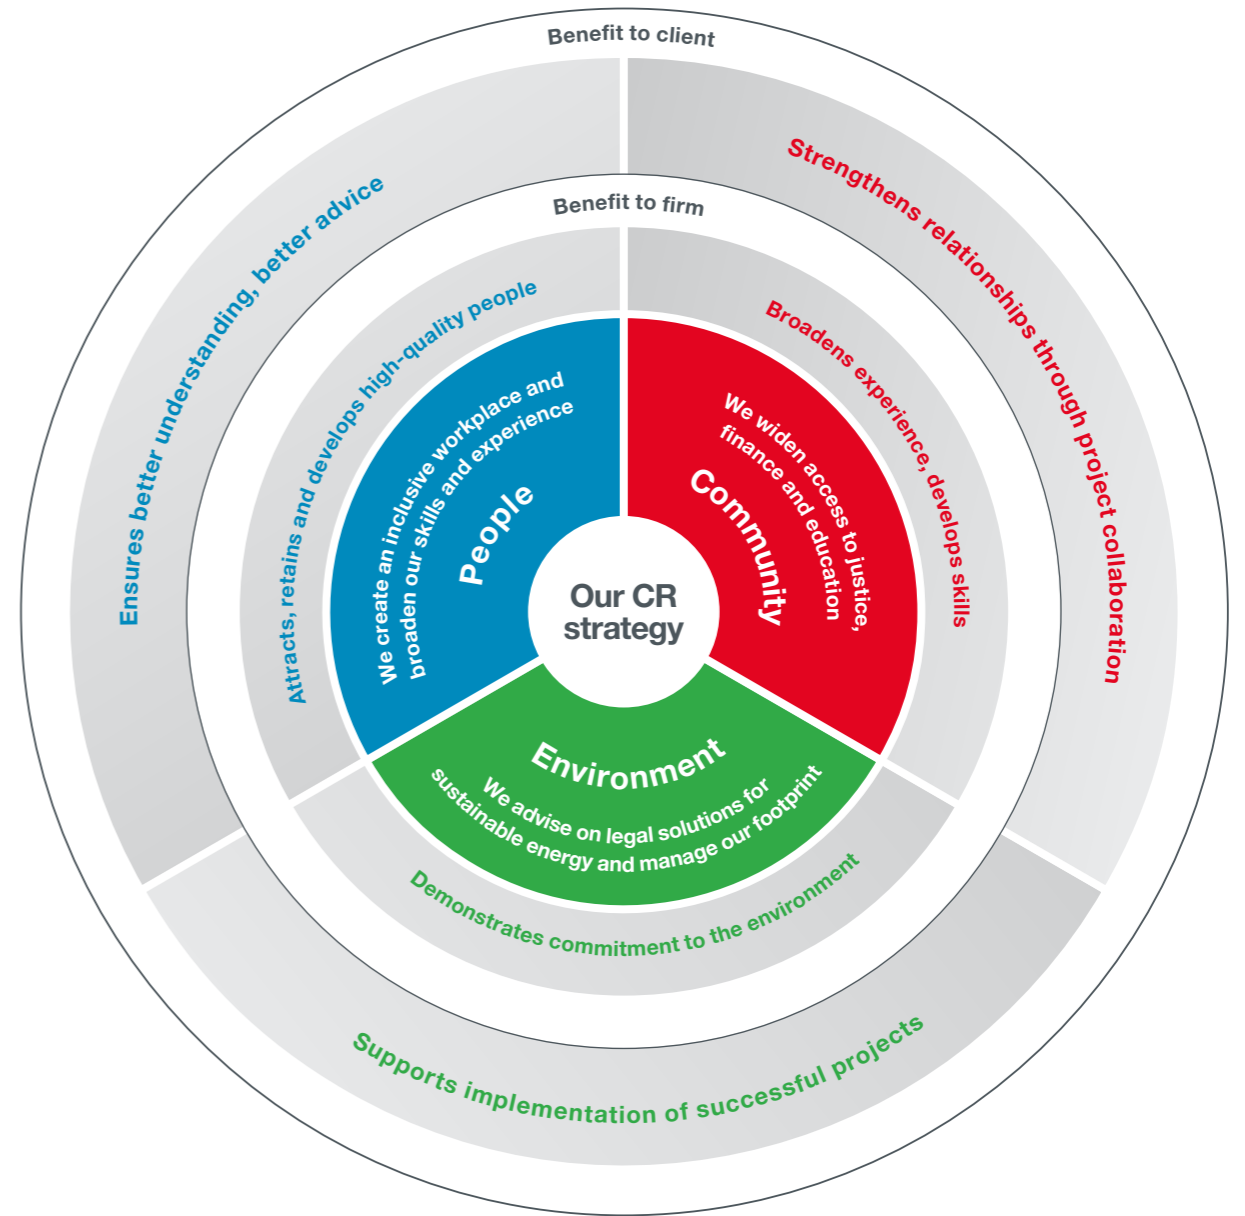 Benefit to client
Ensures better understanding, better advice
Strengthens relationships through project collaboration
Supports implementation of successful projects
Benefit to firm
Attracts, retains and develops high-quality people
Broadens experience, develops skills
Demonstrates commitment to the environment
We create an inclusive workplace and
broaden our skills and experience
People
We widen access to justice,
finance and education
Community
Our CR
strategy
Environment
We advise on legal solutions for
sustainable energy and manage our footprint